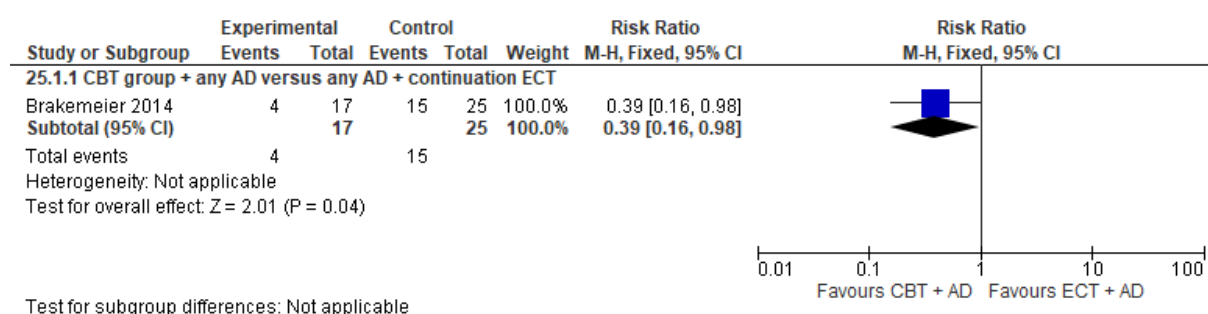 Experimental Control Risk Ratio Risk Ratio
Study or Subgroup Events Total Events Total Weight M-H, Fixed, 95% CI M-H, Fixed, 95% CI
25.1.1 CBT group + any AD versus any AD + continuation ECT
Brakemeier 2014 4 17 15 25 100.0% 0.39 [0.16, 0.98]
Subtotal (95% CI) 17 25 100.0% 0.39 [0.16, 0.98]
Total events 4 15
Heterogeneity: Not applicable
Test for overall effect: Z = 2.01 (P = 0.04)
0.01 0.1 1 10 100
Favours CBT + AD Favours ECT + AD
Test for subgroup differences: Not applicable